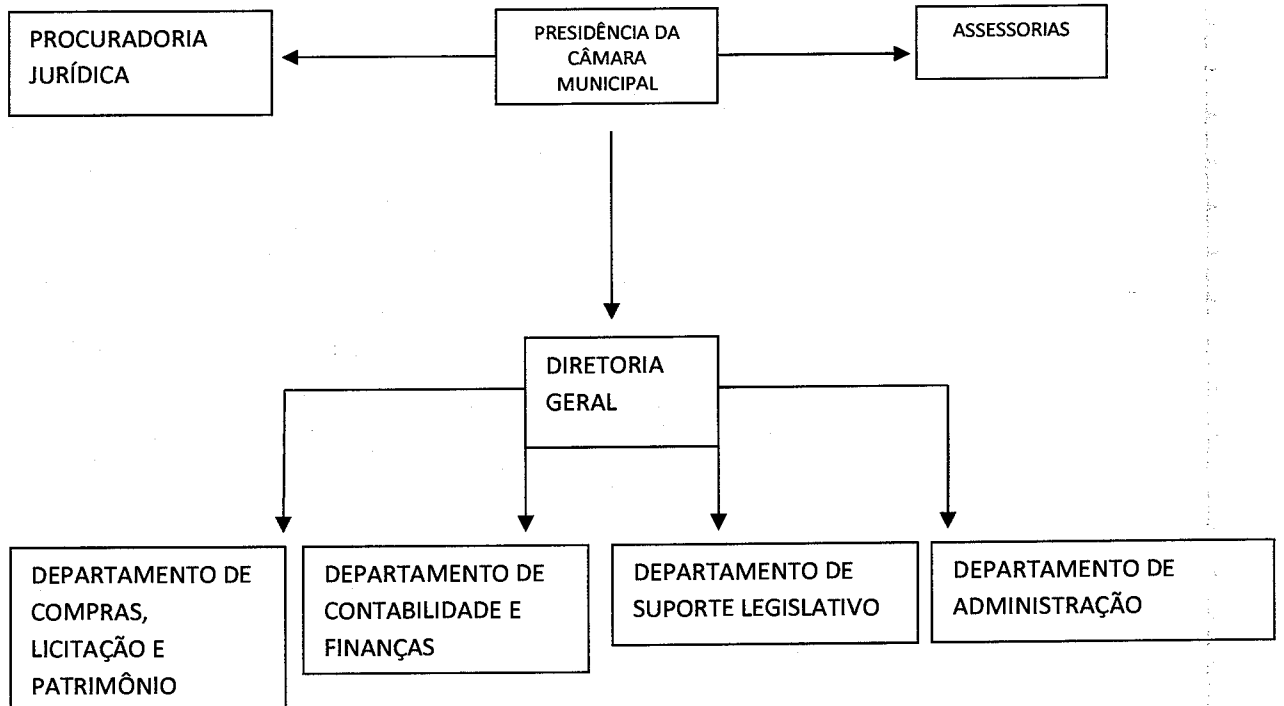 PROCURADORIA
JURÍDICA
PRESIDÊNCIA DA
CÂMARA
MUNICIPAL
ASSESSORIAS
DIRETORIA
GERAL
DEPARTAMENTO DE
COMPRAS,
LICITAÇÃO E
PATRIMÔNIO
DEPARTAMENTO DE
CONTABILIDADE E
FINANÇAS
DEPARTAMENTO DE
SUPORTE LEGISLATIVO
DEPARTAMENTO DE
ADMINISTRAÇÃO